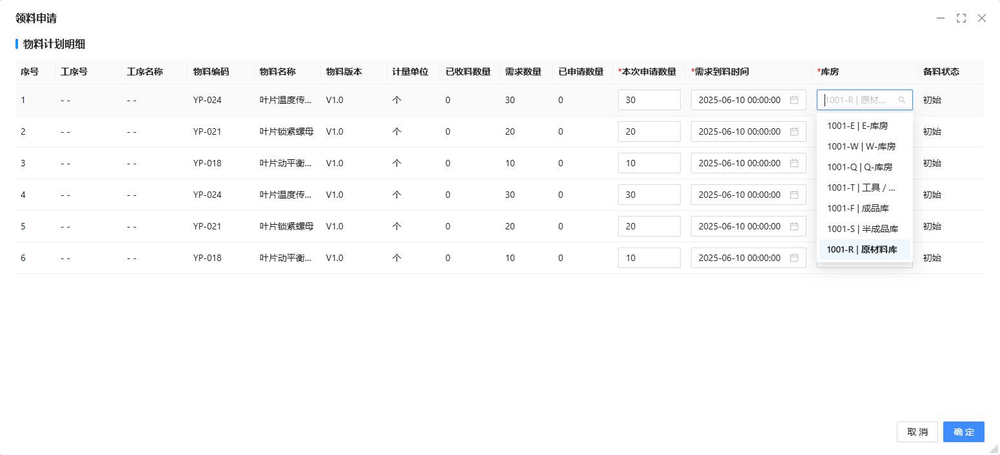 领料申请
物料计划明细
序号 工序号 工序名称 物料编码 物料名称 物料版本 计量单位 已收料数量 需求数量 已申请数量 *本次申请数量 *需求到料时间 *库房 备料状态
1 - - - - YP-024 叶片温度传... V1.0 个 0 30 0 30 2025-06-10 00:00:00 1001-R | 原材... 初始
2 - - - - YP-021 叶片锁紧螺母 V1.0 个 0 20 0 20 2025-06-10 00:00:00 初始
3 - - - - YP-018 叶片动平衡... V1.0 个 0 10 0 10 2025-06-10 00:00:00 初始
4 - - - - YP-024 叶片温度传... V1.0 个 0 30 0 30 2025-06-10 00:00:00 初始
5 - - - - YP-021 叶片锁紧螺母 V1.0 个 0 20 0 20 2025-06-10 00:00:00 初始
6 - - - - YP-018 叶片动平衡... V1.0 个 0 10 0 10 2025-06-10 00:00:00 初始
1001-E | E-库房
1001-W | W-库房
1001-Q | Q-库房
1001-T | 工具 / ...
1001-F | 成品库
1001-S | 半成品库
1001-R | 原材料库
取 消 确 定